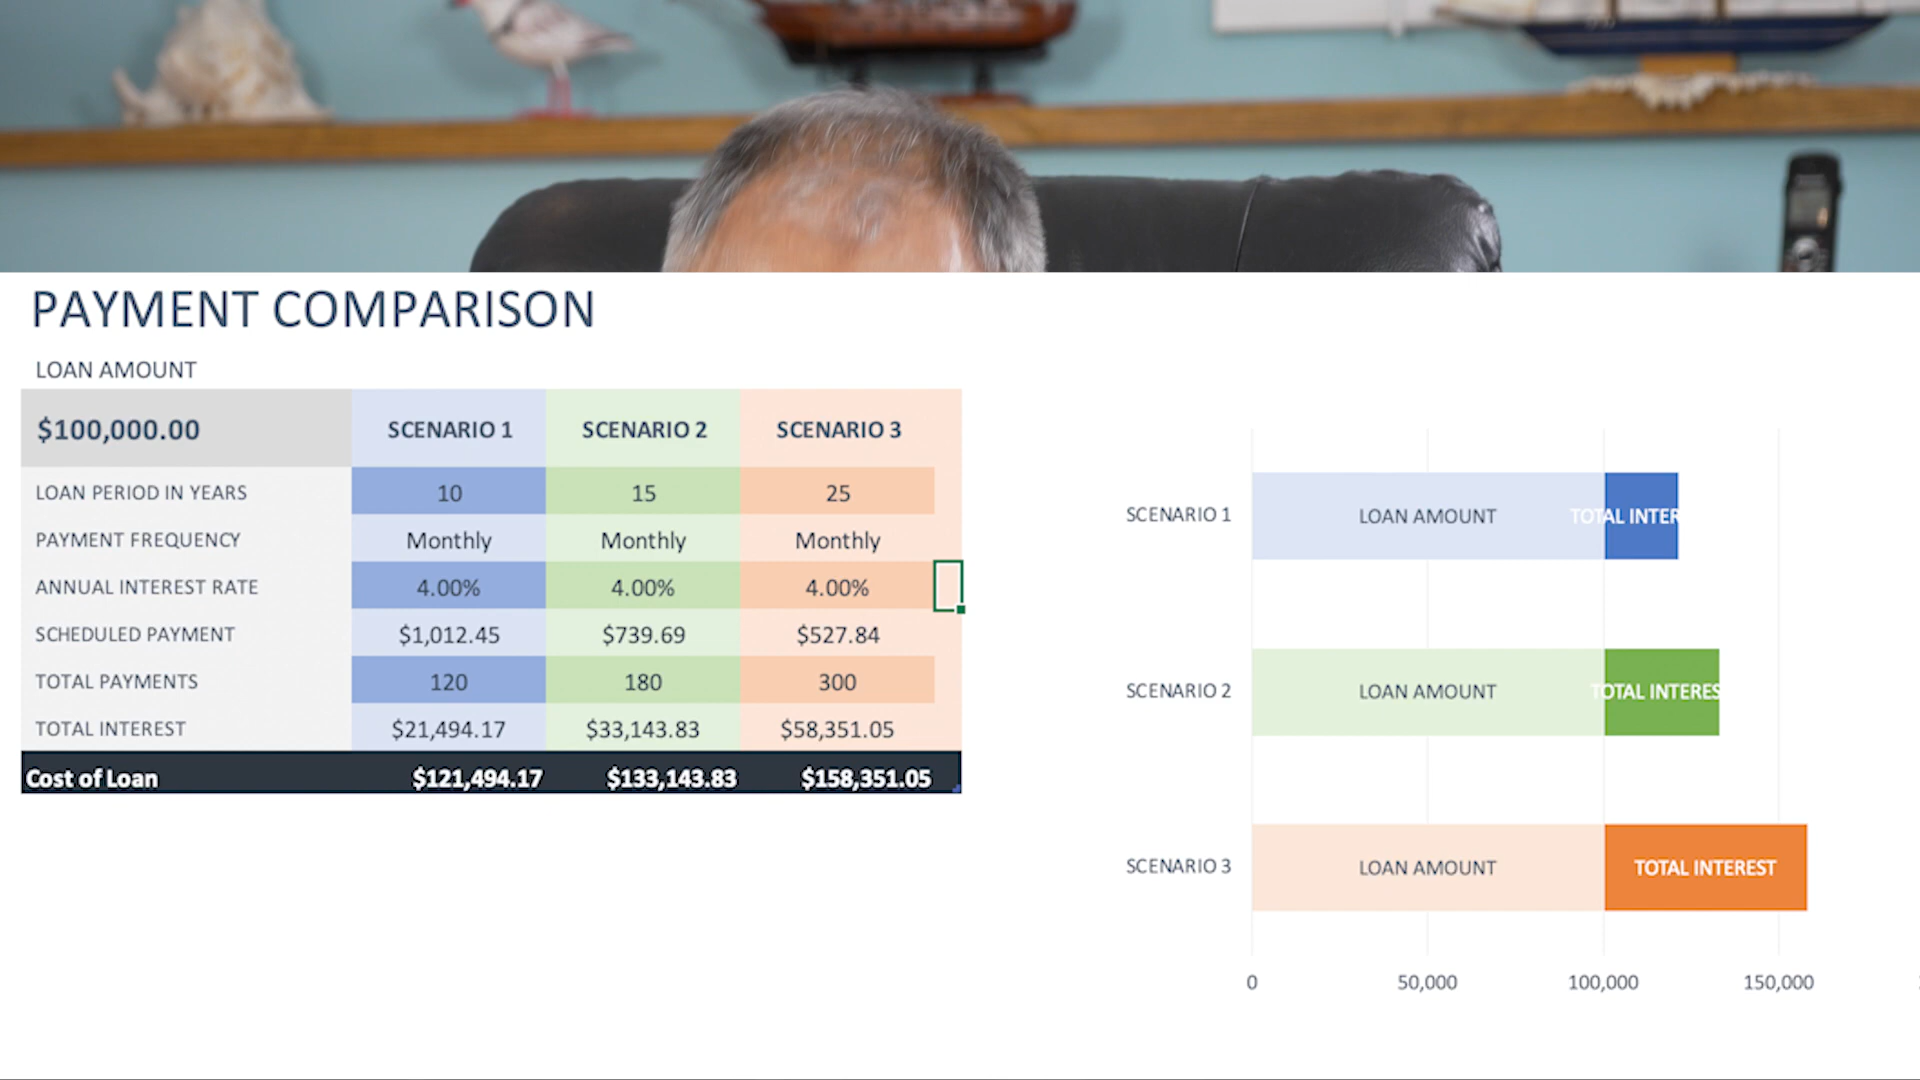 PAYMENT COMPARISON
LOAN AMOUNT
$100,000.00 SCENARIO 1 SCENARIO 2 SCENARIO 3
LOAN PERIOD IN YEARS 10 15 25
PAYMENT FREQUENCY Monthly Monthly Monthly
ANNUAL INTEREST RATE 4.00% 4.00% 4.00%
SCHEDULED PAYMENT $1,012.45 $739.69 $527.84
TOTAL PAYMENTS 120 180 300
TOTAL INTEREST $21,494.17 $33,143.83 $58,351.05
Cost of Loan $121,494.17 $133,143.83 $158,351.05
SCENARIO 1 LOAN AMOUNT TOTAL INTER
SCENARIO 2 LOAN AMOUNT TOTAL INTERES
SCENARIO 3 LOAN AMOUNT TOTAL INTEREST
0 50,000 100,000 150,000